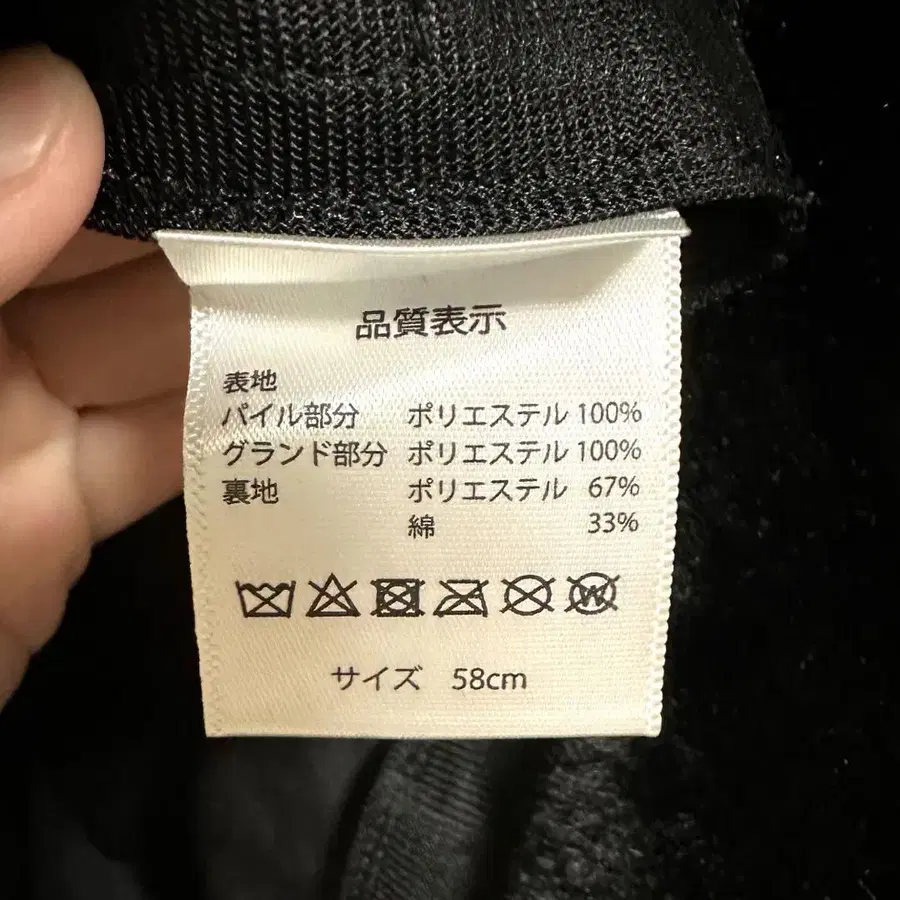 品質表示
表地
パイル部分 ポリエステル 100%
グランド部分 ポリエステル 100%
裏地 ポリエステル 67%
綿 33%
W
サイズ 58cm